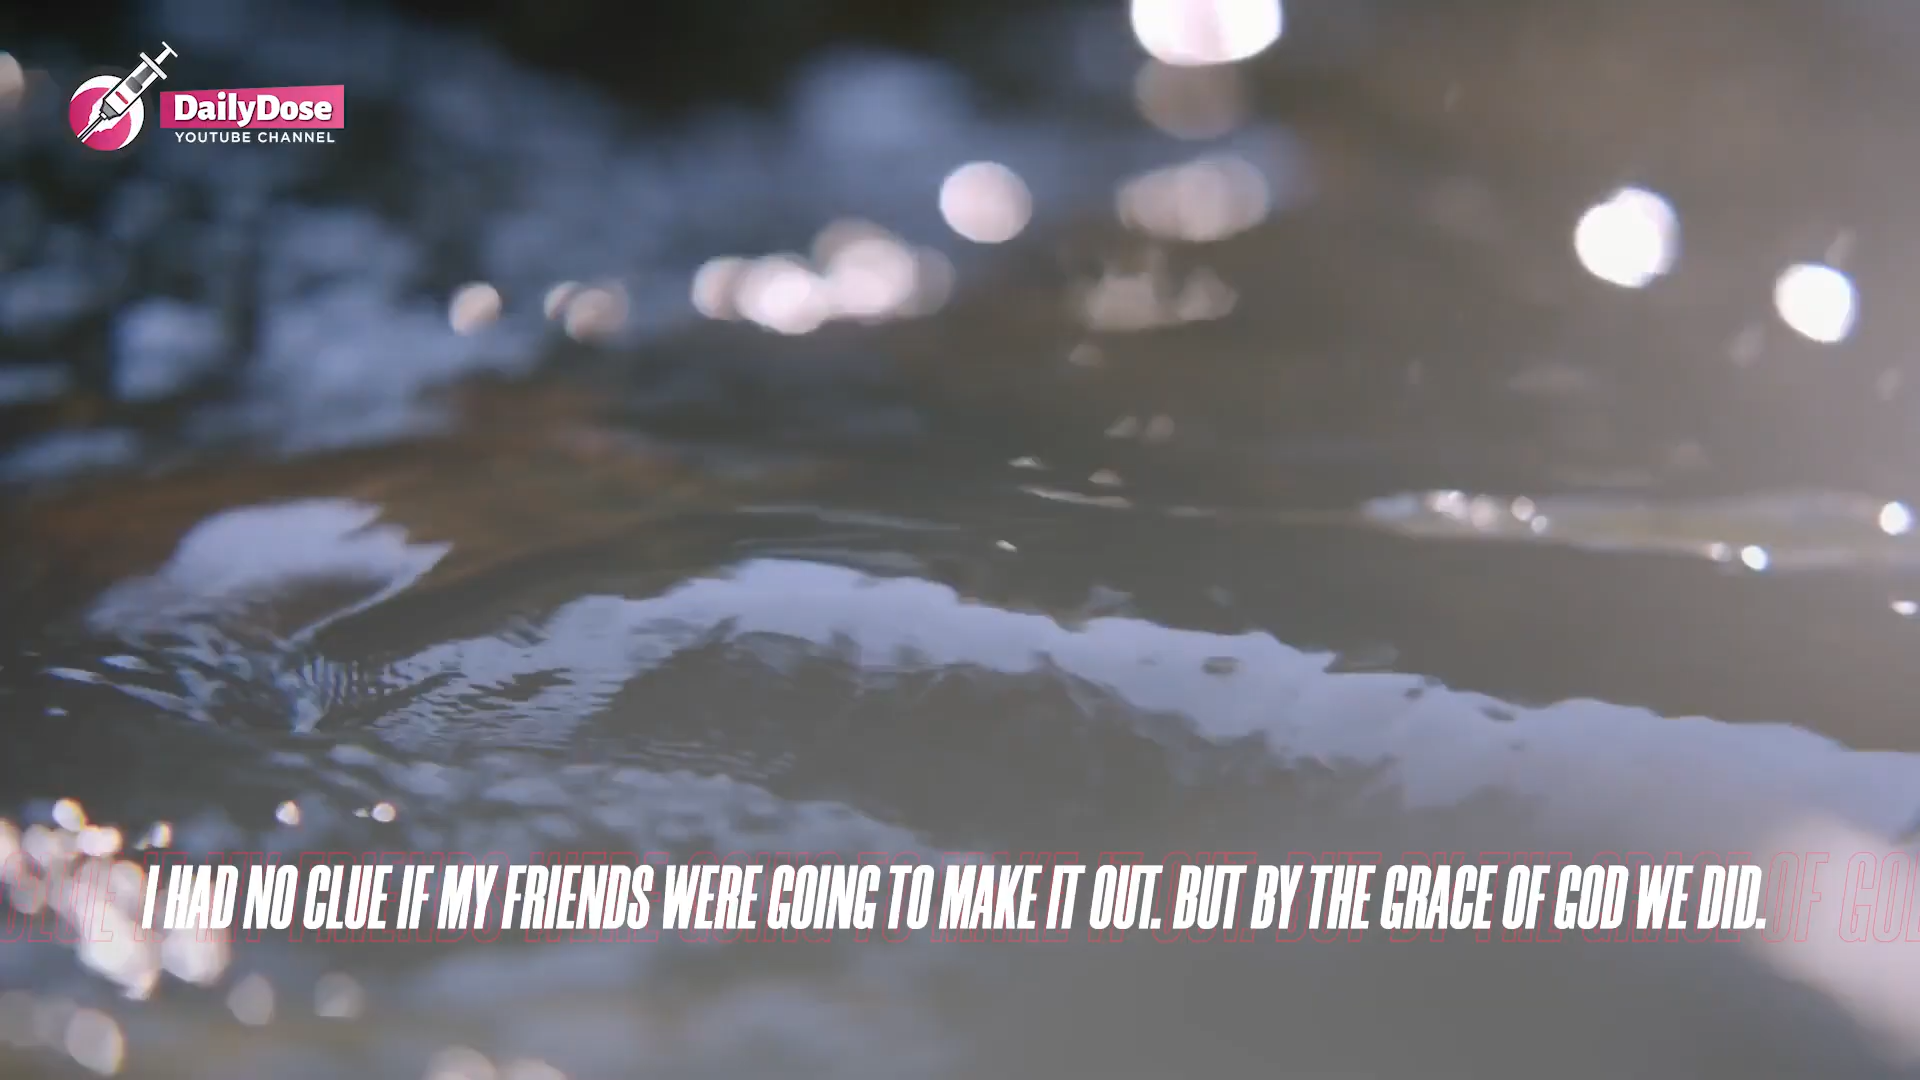 DailyDose
YOUTUBE CHANNEL
I HAD NO CLUE IF MY FRIENDS WERE GOING TO MAKE IT OUT. BUT BY THE GRACE OF GOD WE DID.